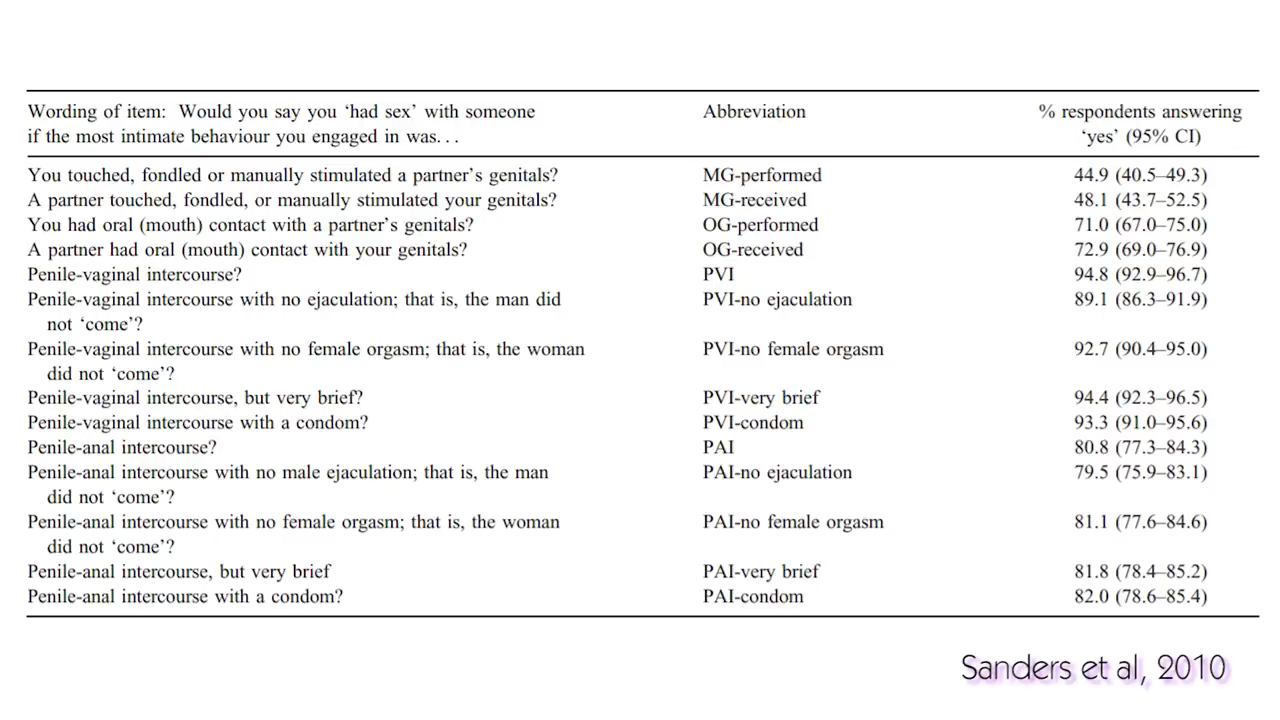 Wording of item: Would you say you ‘had sex’ with someone if the most intimate behaviour you engaged in was... Abbreviation % respondents answering ‘yes’ (95% CI)
You touched, fondled or manually stimulated a partner’s genitals? MG-performed 44.9 (40.5–49.3)
A partner touched, fondled, or manually stimulated your genitals? MG-received 48.1 (43.7–52.5)
You had oral (mouth) contact with a partner’s genitals? OG-performed 71.0 (67.0–75.0)
A partner had oral (mouth) contact with your genitals? OG-received 72.9 (69.0–76.9)
Penile-vaginal intercourse? PVI 94.8 (92.9–96.7)
Penile-vaginal intercourse with no ejaculation; that is, the man did PVI-no ejaculation 89.1 (86.3–91.9)
not ‘come’?
Penile-vaginal intercourse with no female orgasm; that is, the woman PVI-no female orgasm 92.7 (90.4–95.0)
did not ‘come’?
Penile-vaginal intercourse, but very brief? PVI-very brief 94.4 (92.3–96.5)
Penile-vaginal intercourse with a condom? PVI-condom 93.3 (91.0–95.6)
Penile-anal intercourse? PAI 80.8 (77.3–84.3)
Penile-anal intercourse with no male ejaculation; that is, the man PAI-no ejaculation 79.5 (75.9–83.1)
did not ‘come’?
Penile-anal intercourse with no female orgasm; that is, the woman PAI-no female orgasm 81.1 (77.6–84.6)
did not ‘come’?
Penile-anal intercourse, but very brief PAI-very brief 81.8 (78.4–85.2)
Penile-anal intercourse with a condom? PAI-condom 82.0 (78.6–85.4)
Sanders et al, 2010